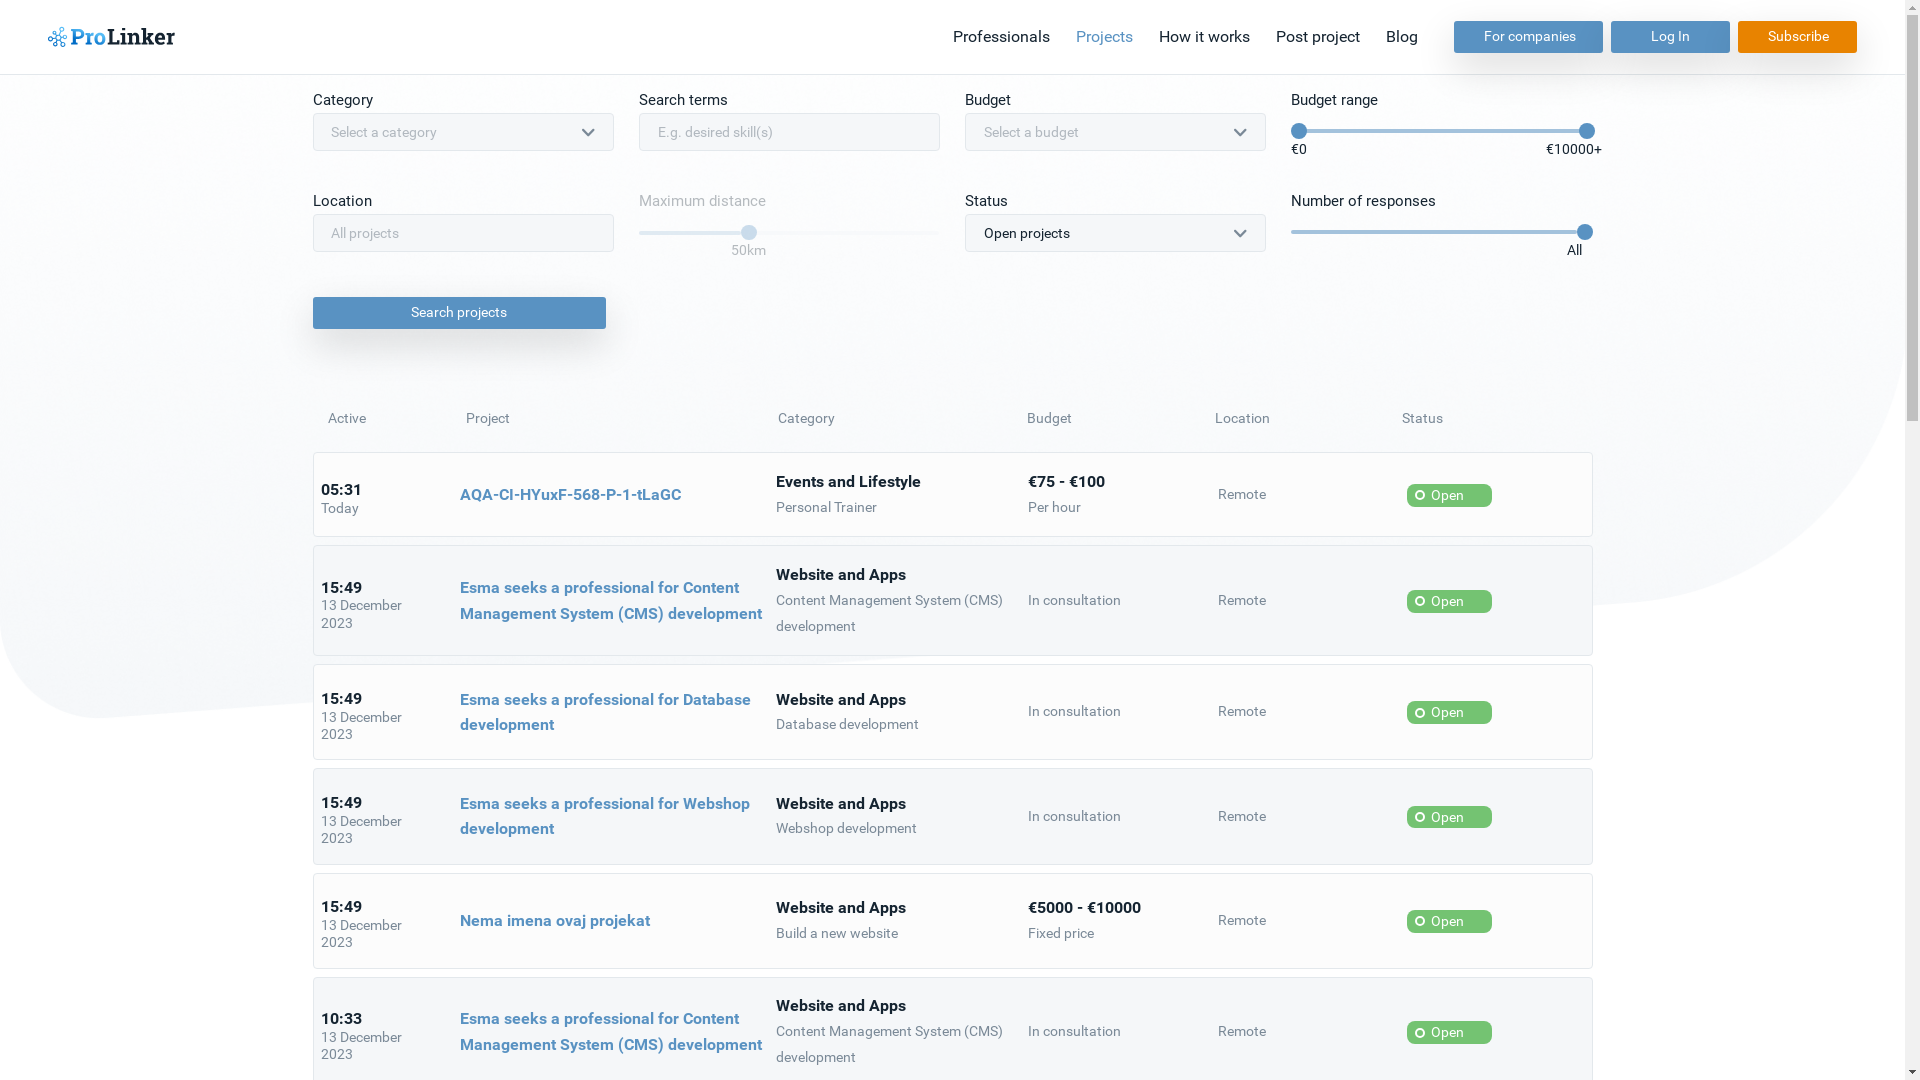 ProLinker
Professionals
Projects
How it works
Post project
Blog
For companies
Log In
Subscribe
Category
Search terms
Budget
Budget range
Select a category
E.g. desired skill(s)
Select a budget
€0
€10000+
Location
Maximum distance
Status
Number of responses
All projects
Open projects
50km
All
Search projects
Active
Project
Category
Budget
Location
Status
05:31
Today
AQA-CI-HYuxF-568-P-1-tLaGC
Events and Lifestyle
Personal Trainer
€75 - €100
Per hour
Remote
Open
15:49
13 December
2023
Esma seeks a professional for Content
Management System (CMS) development
Website and Apps
Content Management System (CMS)
development
In consultation
Remote
Open
15:49
13 December
2023
Esma seeks a professional for Database
development
Website and Apps
Database development
In consultation
Remote
Open
15:49
13 December
2023
Esma seeks a professional for Webshop
development
Website and Apps
Webshop development
In consultation
Remote
Open
15:49
13 December
2023
Nema imena ovaj projekat
Website and Apps
Build a new website
€5000 - €10000
Fixed price
Remote
Open
10:33
13 December
2023
Esma seeks a professional for Content
Management System (CMS) development
Website and Apps
Content Management System (CMS)
development
In consultation
Remote
Open